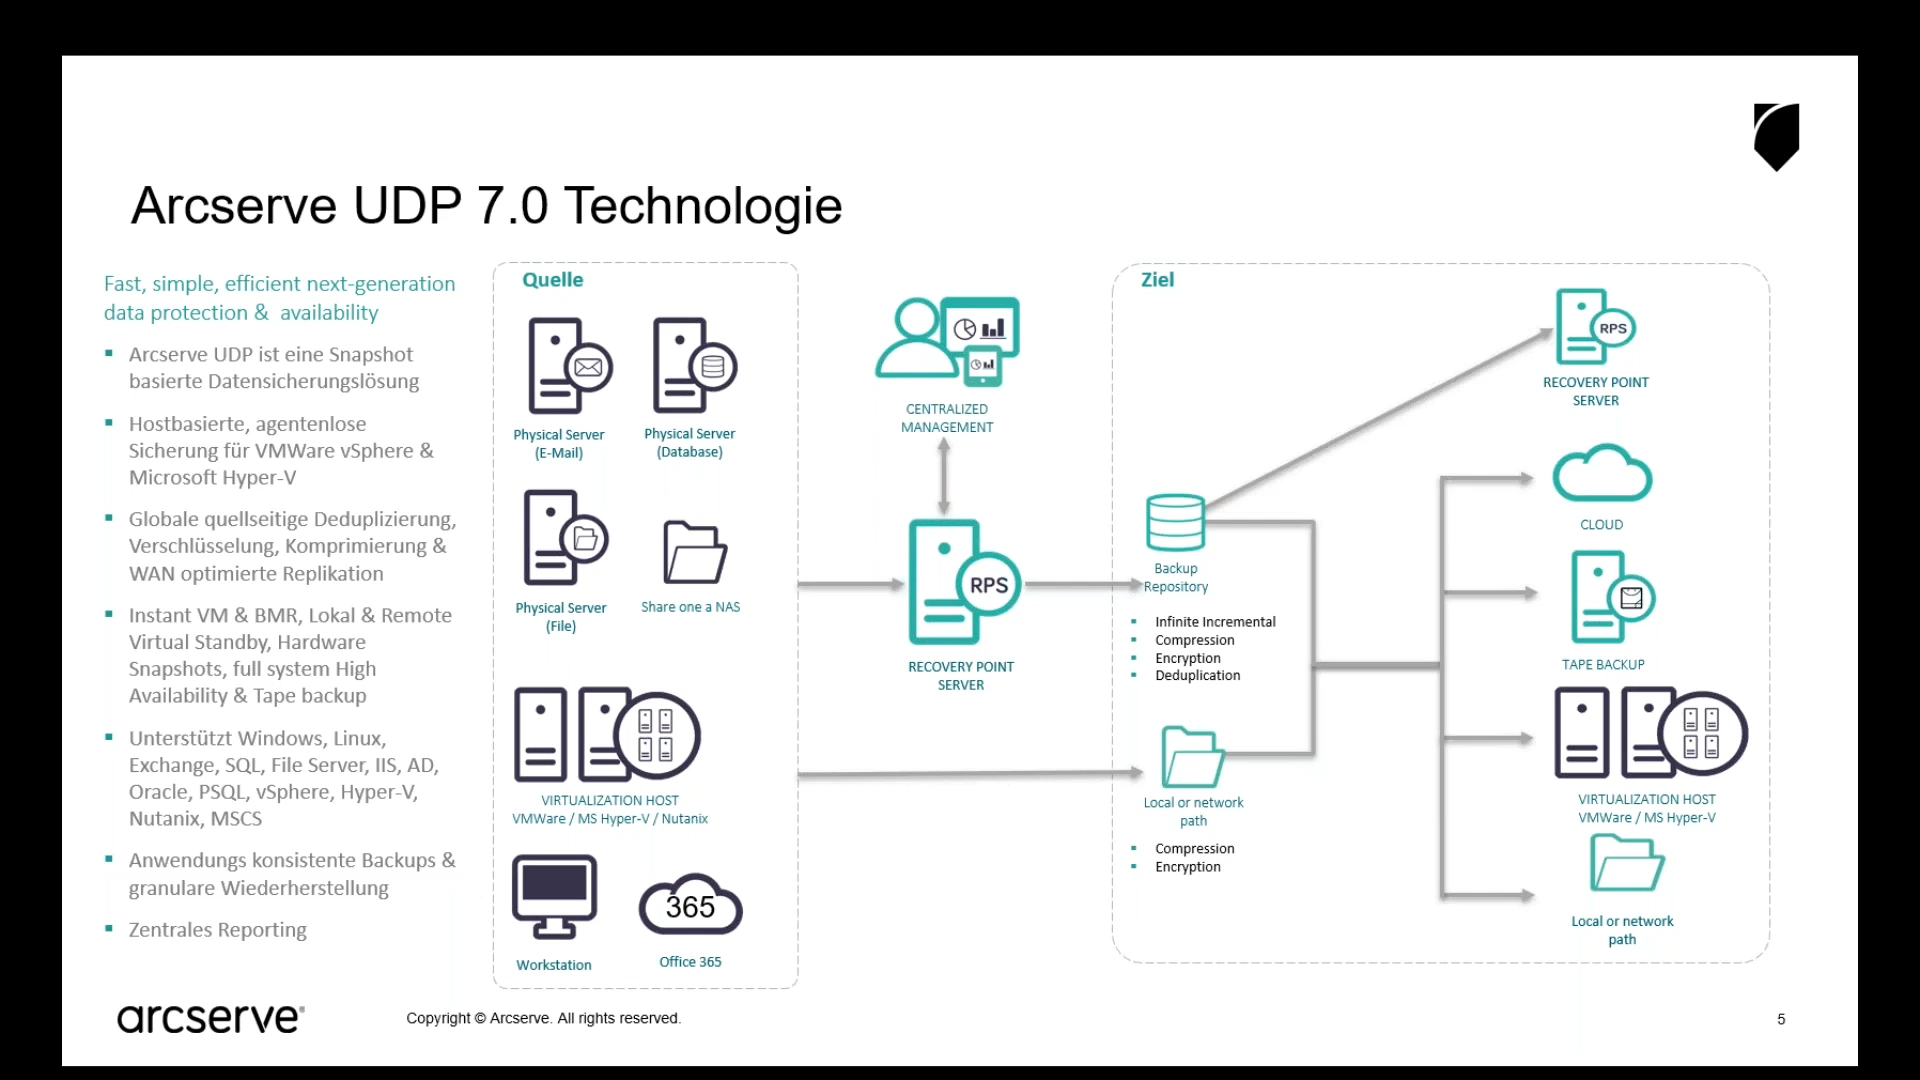 Arcserve UDP 7.0 Technologie
Fast, simple, efficient next-generation
data protection & availability
▪ Arcserve UDP ist eine Snapshot
basierte Datensicherungslösung
▪ Hostbasierte, agentenlose
Sicherung für VMWare vSphere &
Microsoft Hyper-V
▪ Globale quellseitige Deduplizierung,
Verschlüsselung, Komprimierung &
WAN optimierte Replikation
▪ Instant VM & BMR, Lokal & Remote
Virtual Standby, Hardware
Snapshots, full system High
Availability & Tape backup
▪ Unterstützt Windows, Linux,
Exchange, SQL, File Server, IIS, AD,
Oracle, PSQL, vSphere, Hyper-V,
Nutanix, MSCS
▪ Anwendungs konsistente Backups &
granulare Wiederherstellung
▪ Zentrales Reporting
Quelle
Physical Server
(E-Mail)
Physical Server
(Database)
Physical Server
(File)
Share one a NAS
VIRTUALIZATION HOST
VMWare / MS Hyper-V / Nutanix
Workstation
365
Office 365
CENTRALIZED
MANAGEMENT
RPS
RECOVERY POINT
SERVER
Ziel
Backup
Repository
▪ Infinite Incremental
▪ Compression
▪ Encryption
▪ Deduplication
Local or network
path
▪ Compression
▪ Encryption
RPS
RECOVERY POINT
SERVER
CLOUD
TAPE BACKUP
VIRTUALIZATION HOST
VMWare / MS Hyper-V
Local or network
path
arcserve®
Copyright © Arcserve. All rights reserved.
5